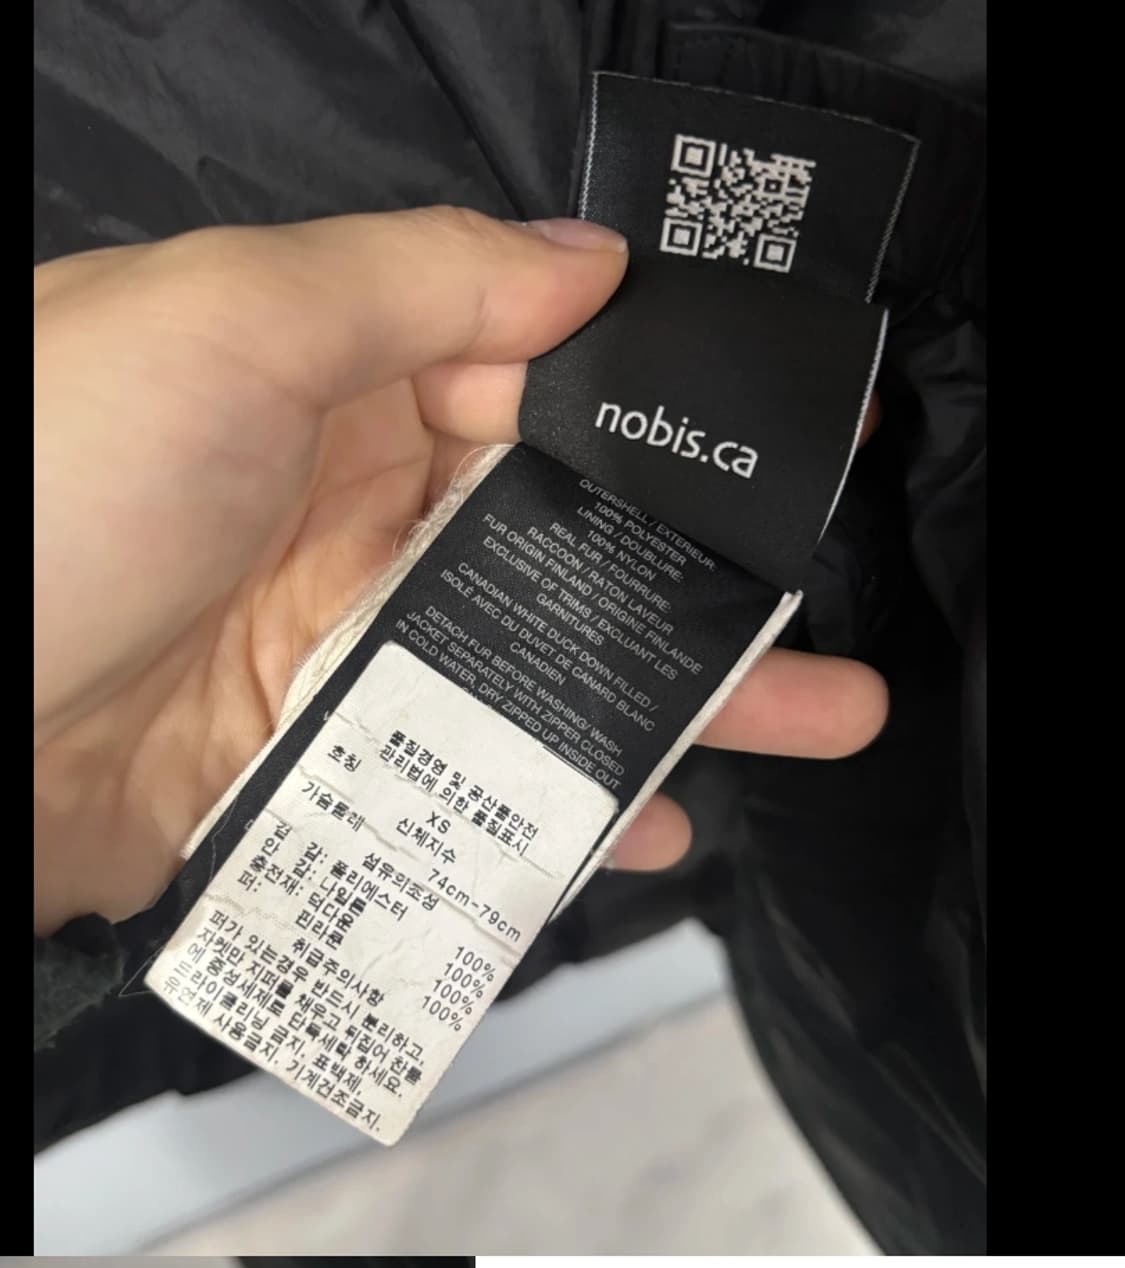 nobis.ca
OUTERSHELL / EXTERIEUR:
100% POLYESTER
LINING / DOUBLURE:
100% NYLON
REAL FUR / FOURRURE:
RACCOON / RATON LAVEUR
FUR ORIGIN FINLAND / ORIGINE FINLANDE
EXCLUSIVE OF TRIMS / EXCLUANT LES
GARNITURES
CANADIAN WHITE DUCK DOWN FILLED /
ISOLÉ AVEC DU DUVET DE CANARD BLANC
CANADIEN
DETACH FUR BEFORE WASHING/ WASH
JACKET SEPARATELY WITH ZIPPER CLOSED
IN COLD WATER, DRY ZIPPED UP INSIDE OUT
품질경영 및 공산품안전
관리법에 의한 품질표시
호칭 XS
신체지수
가슴둘레 74cm-79cm
섬유의조성
겉 감: 폴리에스터 100%
안 감: 나일론 100%
충전재: 덕다운 100%
퍼: 핀라쿤 100%
취급주의사항
퍼가 있는경우 반드시 분리하고,
자켓만 지퍼를 채우고 뒤집어 찬물
에 중성세제로 단독세탁 하세요.
드라이클리닝 금지, 표백제,
유연제 사용금지. 기계건조금지.